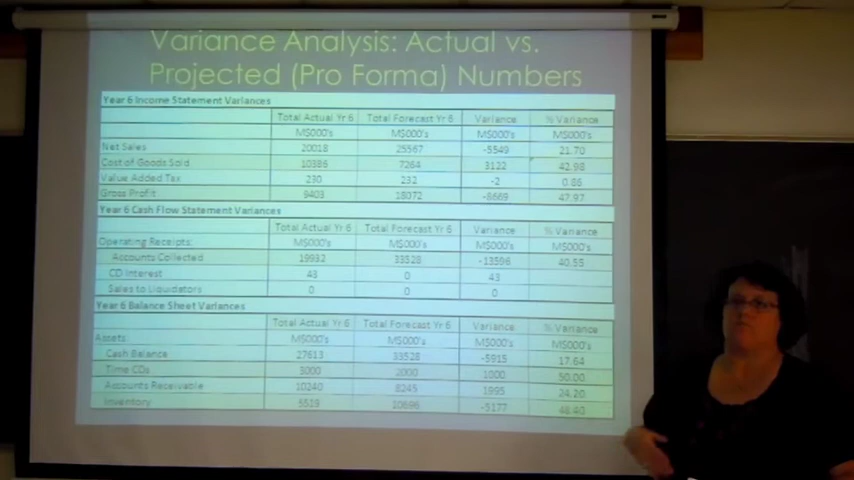 Variance Analysis: Actual vs.
Projected (Pro Forma) Numbers
Year 6 Income Statement Variances
Total Actual Yr 6 Total Forecast Yr 6 Variance % Variance
M$000's M$000's M$000's M$000's
Net Sales 20018 25567 -5549 21.70
Cost of Goods Sold 10386 7264 3122 42.98
Value Added Tax 230 232 -2 0.86
Gross Profit 9403 18072 -8669 47.97
Year 6 Cash Flow Statement Variances
Total Actual Yr 6 Total Forecast Yr 6 Variance % Variance
Operating Receipts: M$000's M$000's M$000's M$000's
Accounts Collected 19932 33528 -13596 40.55
CD Interest 43 0 43
Sales to Liquidators 0 0 0
Year 6 Balance Sheet Variances
Total Actual Yr 6 Total Forecast Yr 6 Variance % Variance
Assets: M$000's M$000's M$000's M$000's
Cash Balance 27613 33528 -5915 17.64
Time CDs 3000 2000 1000 50.00
Accounts Receivable 10240 8245 1995 24.20
Inventory 5519 10696 -5177 48.40